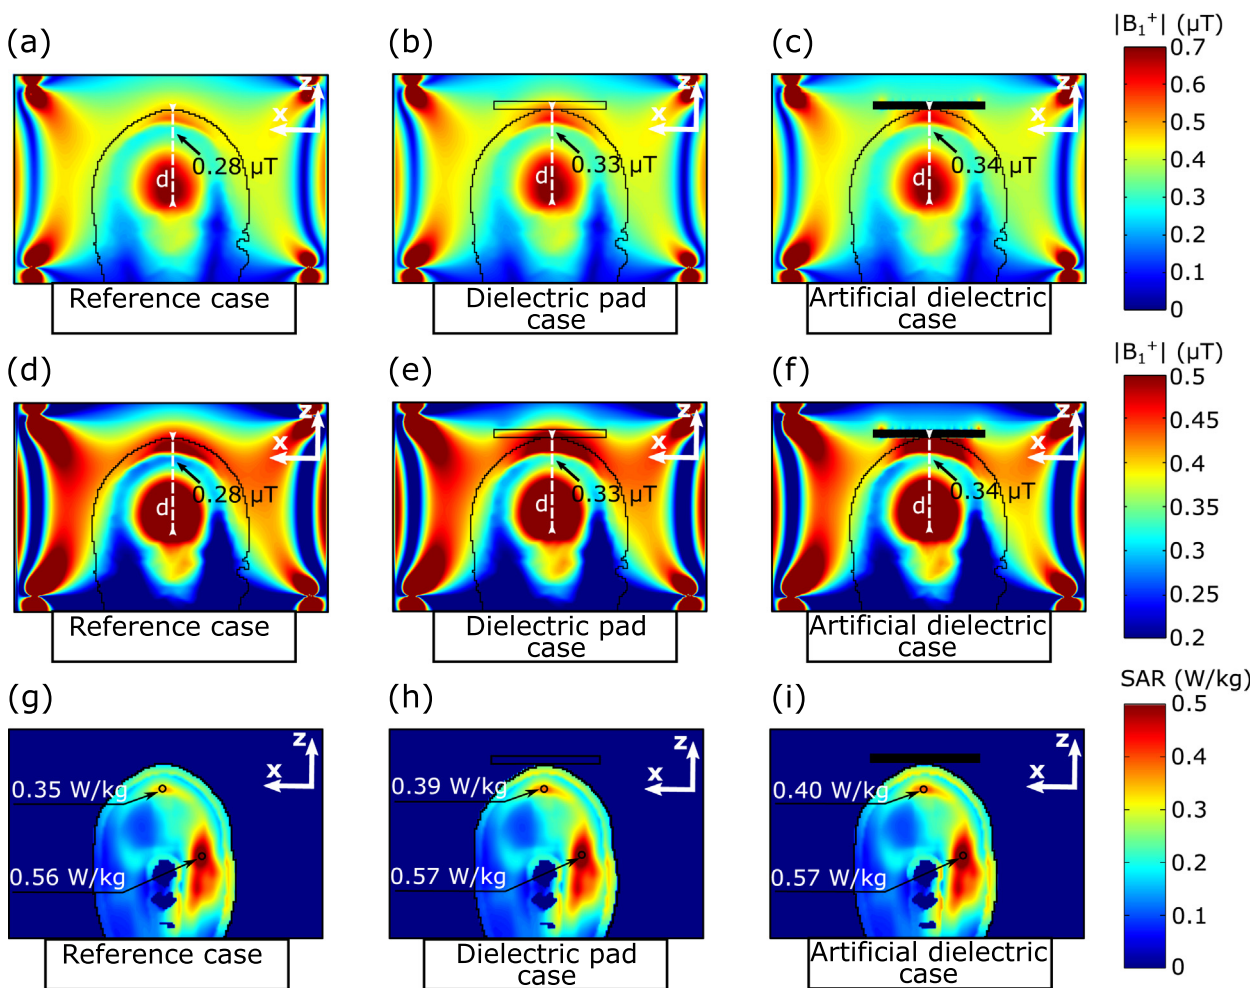 (a)
(b)
(c)
|B₁⁺| (µT)
z
x
0.28 µT
d
Reference case
z
x
0.33 µT
d
Dielectric pad
case
z
x
0.34 µT
d
Artificial dielectric
case
0.7
0.6
0.5
0.4
0.3
0.2
0.1
0
(d)
(e)
(f)
|B₁⁺| (µT)
z
x
0.28 µT
d
Reference case
z
x
0.33 µT
d
Dielectric pad
case
z
x
0.34 µT
d
Artificial dielectric
case
0.5
0.45
0.4
0.35
0.3
0.25
0.2
(g)
(h)
(i)
SAR (W/kg)
z
x
0.35 W/kg
0.56 W/kg
Reference case
z
x
0.39 W/kg
0.57 W/kg
Dielectric pad
case
z
x
0.40 W/kg
0.57 W/kg
Artificial dielectric
case
0.5
0.4
0.3
0.2
0.1
0